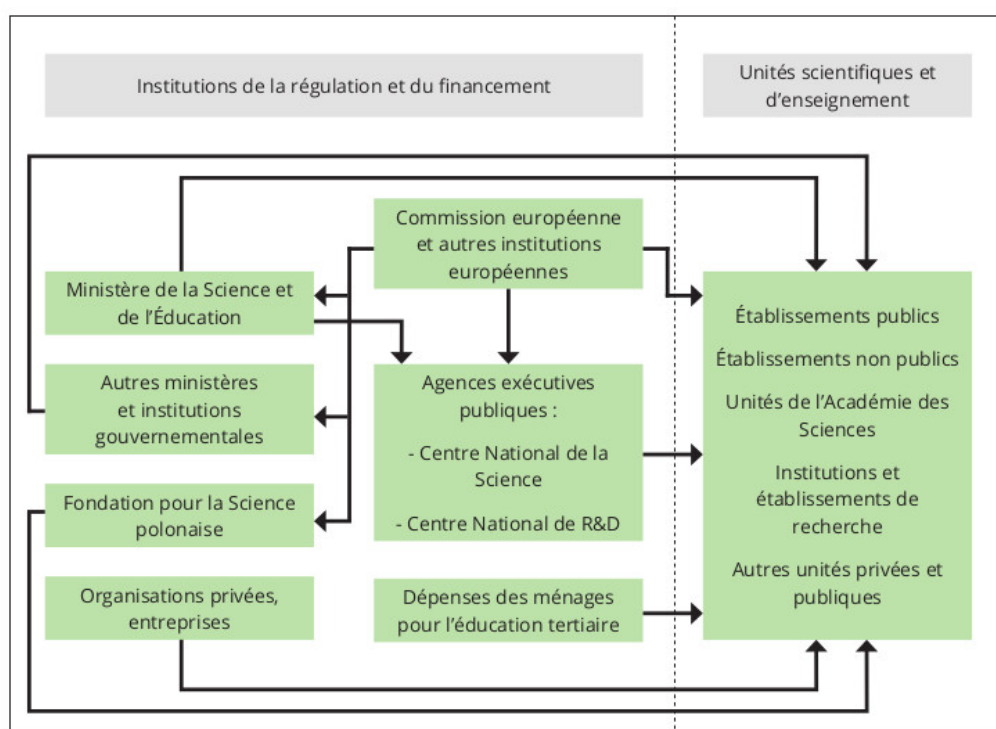 Institutions de la régulation et du financement
Unités scientifiques et
d’enseignement
Commission européenne
et autres institutions
européennes
Ministère de la Science et
de l’Éducation
Autres ministères
et institutions
gouvernementales
Fondation pour la Science
polonaise
Organisations privées,
entreprises
Agences exécutives
publiques :
- Centre National de la
Science
- Centre National de R&D
Dépenses des ménages
pour l’éducation tertiaire
Établissements publics
Établissements non publics
Unités de l’Académie des
Sciences
Institutions et
établissements de
recherche
Autres unités privées et
publiques